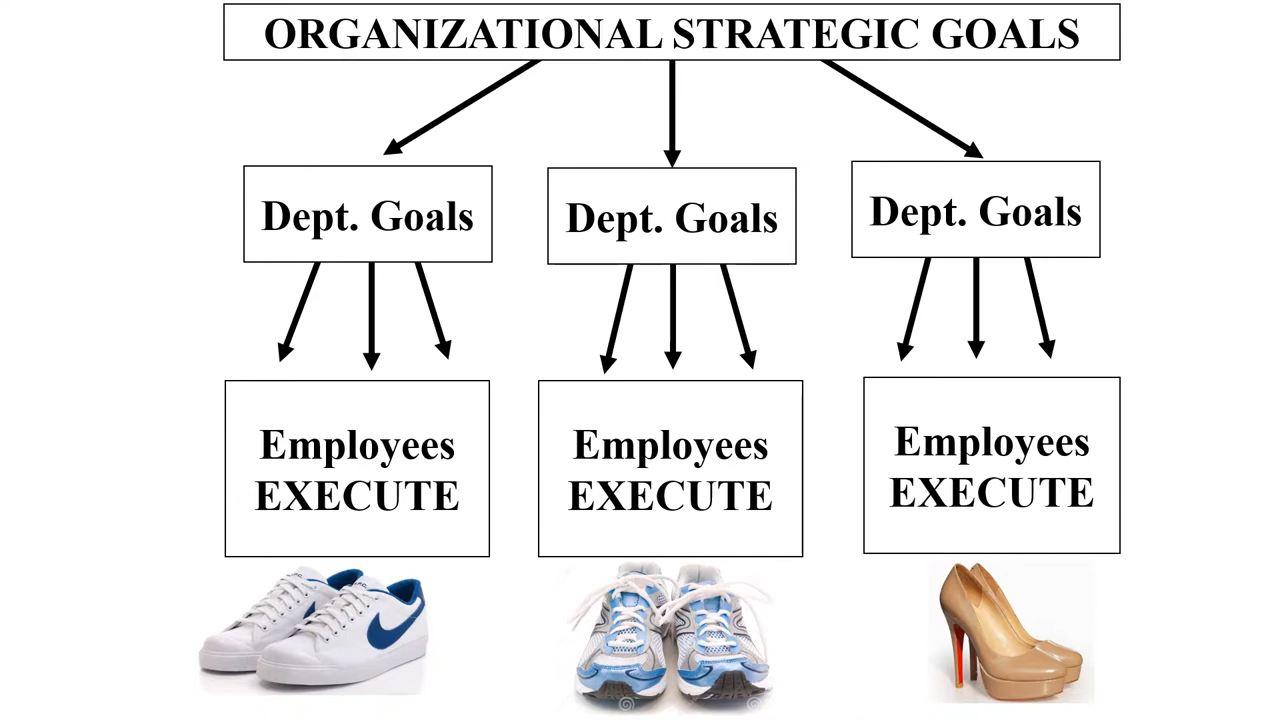 ORGANIZATIONAL STRATEGIC GOALS
Dept. Goals
Dept. Goals
Dept. Goals
Employees
EXECUTE
Employees
EXECUTE
Employees
EXECUTE